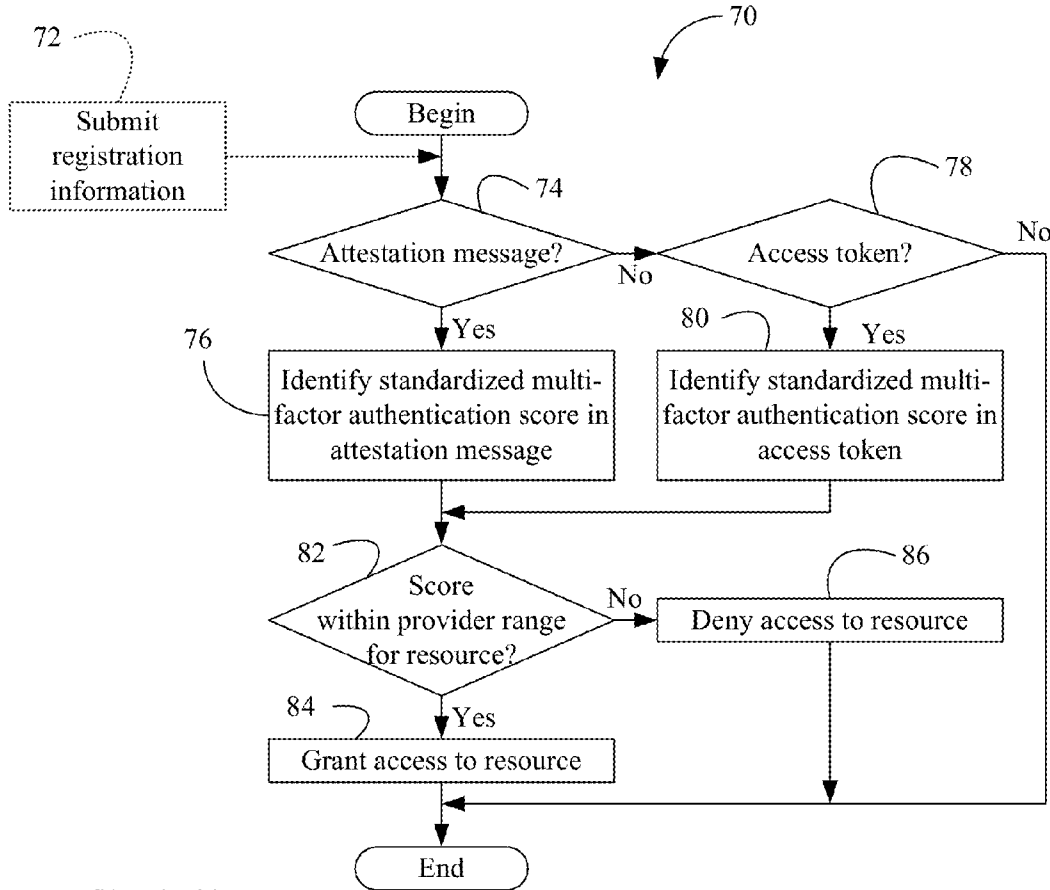 70
72
Submit
registration
information
Begin
74
78
Attestation message?
No
Access token?
No
Yes
Yes
76
80
Identify standardized multi-
factor authentication score in
attestation message
Identify standardized multi-
factor authentication score in
access token
82
Score
within provider range
for resource?
No
86
Deny access to resource
Yes
84
Grant access to resource
End